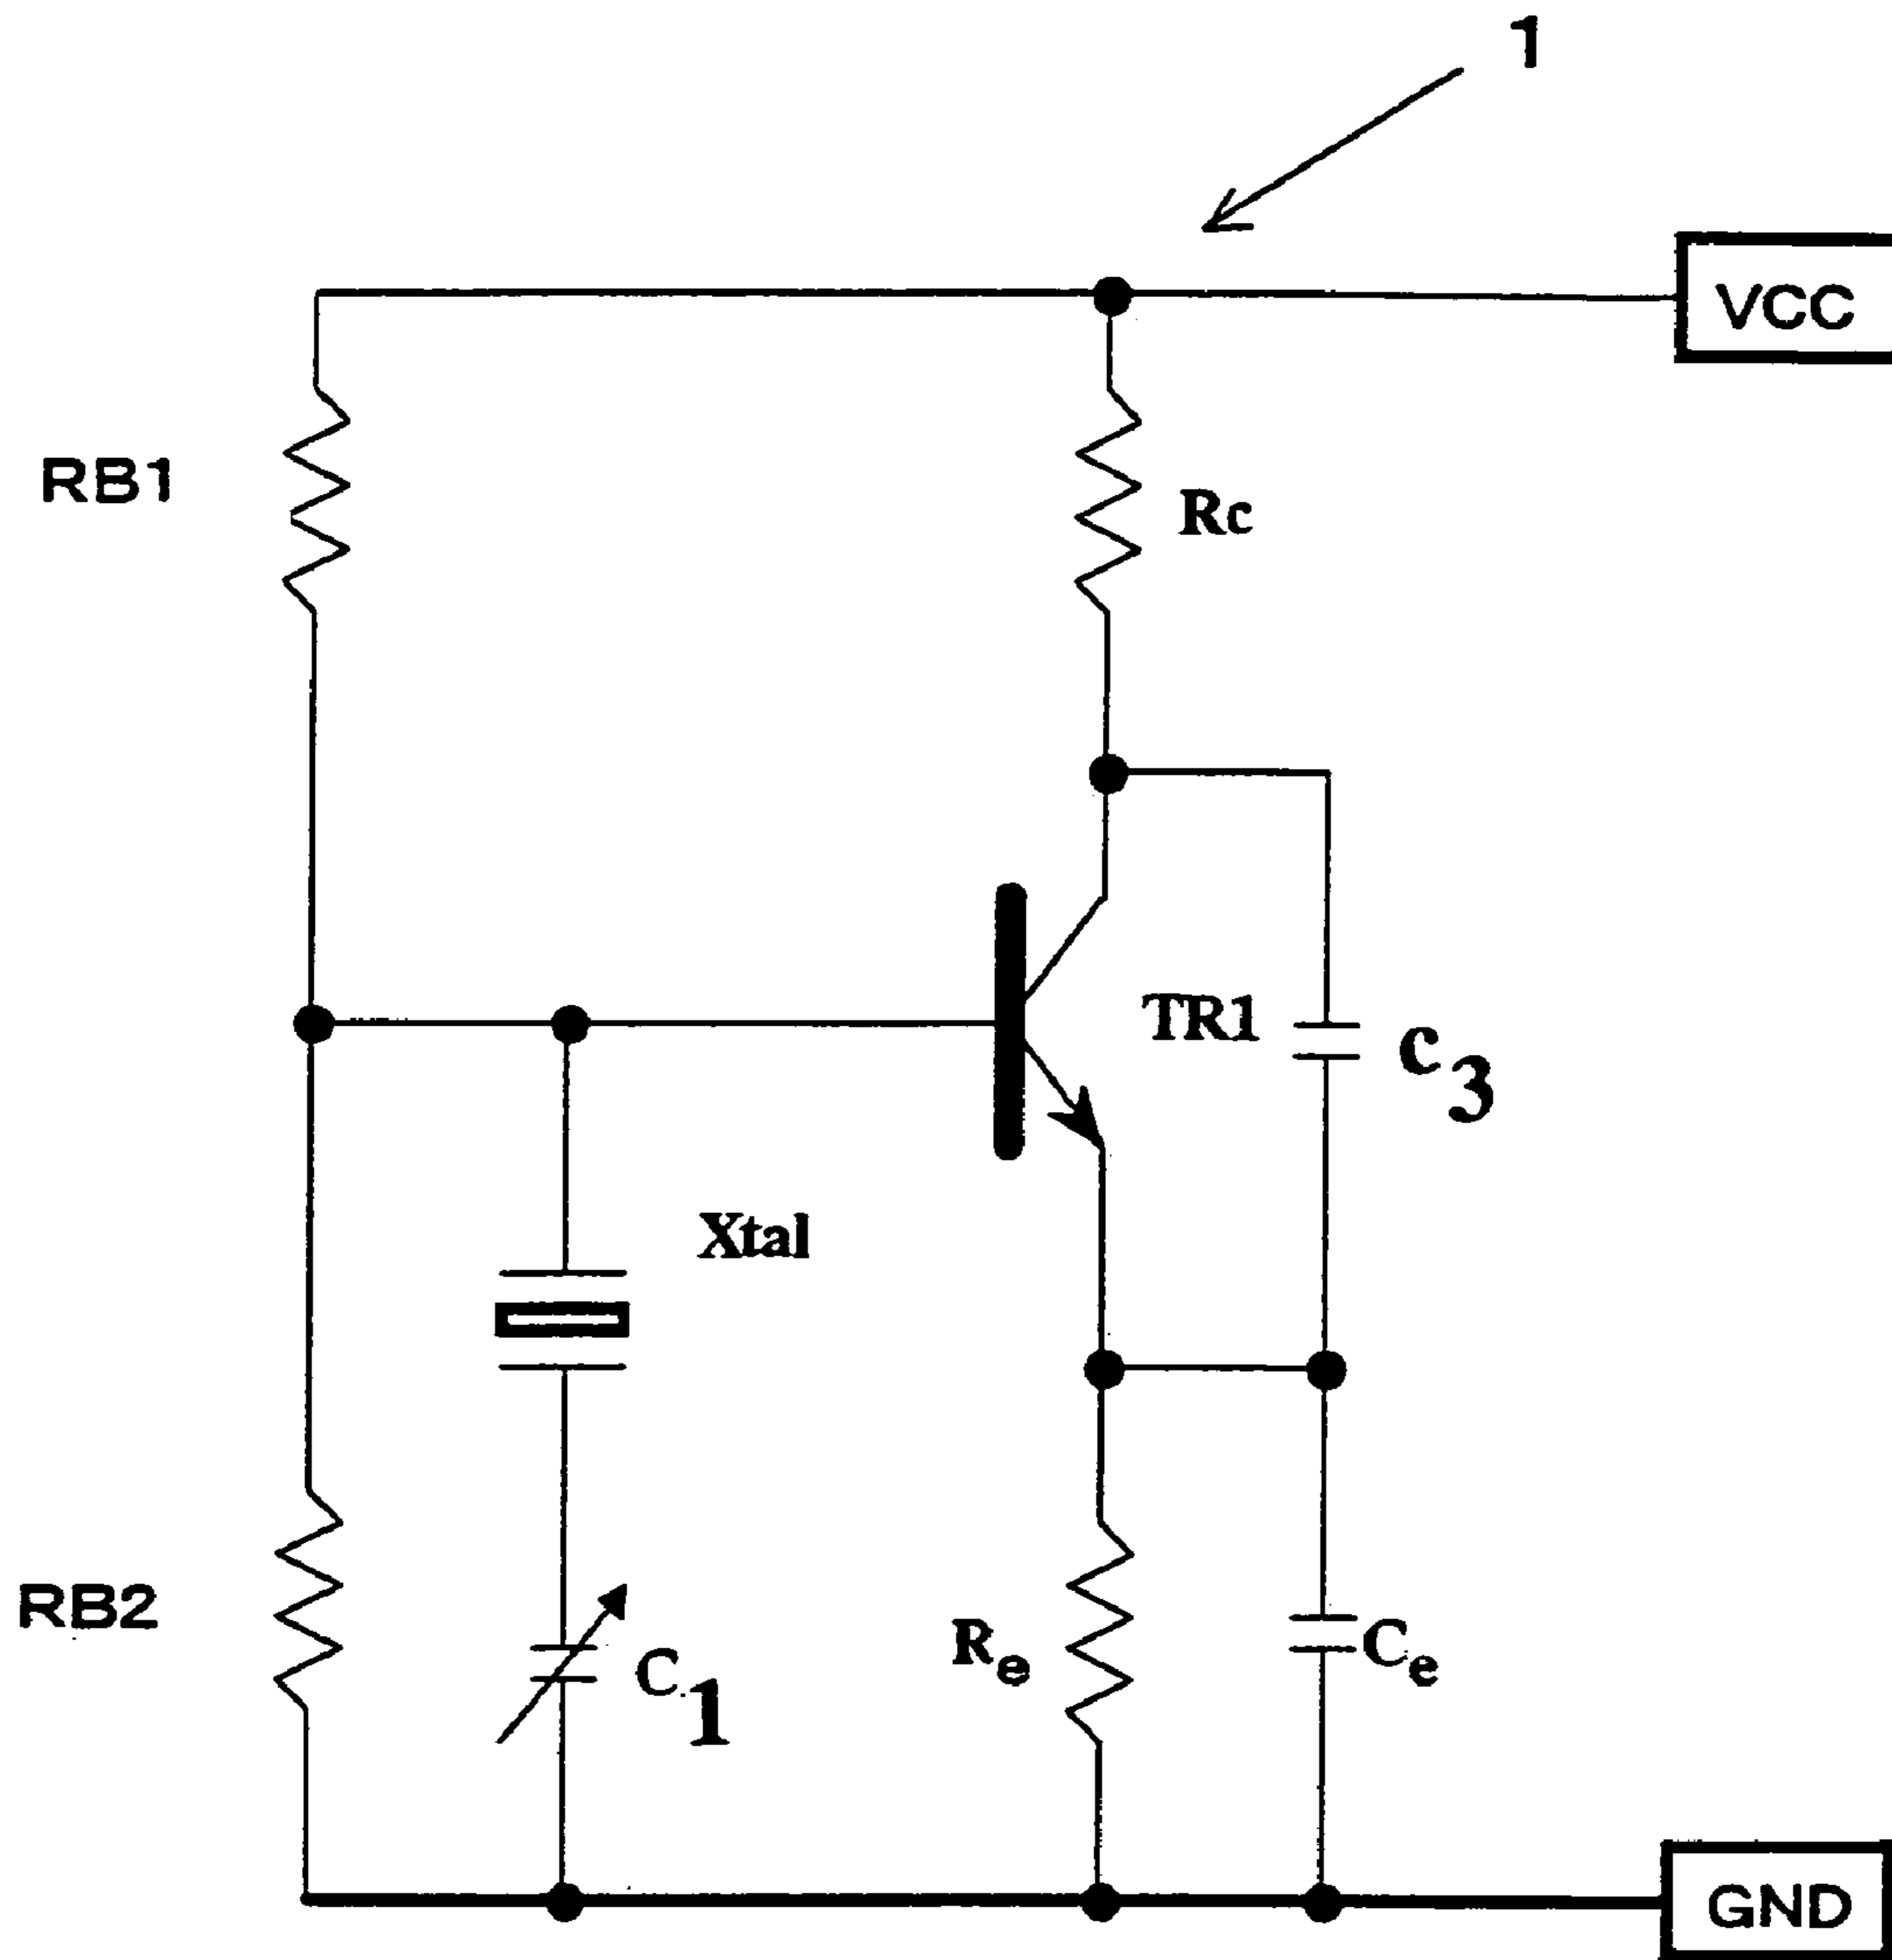 1
VCC
RB1
Rc
TR1
C3
Xtal
RB2
C1
Re
Ce
GND